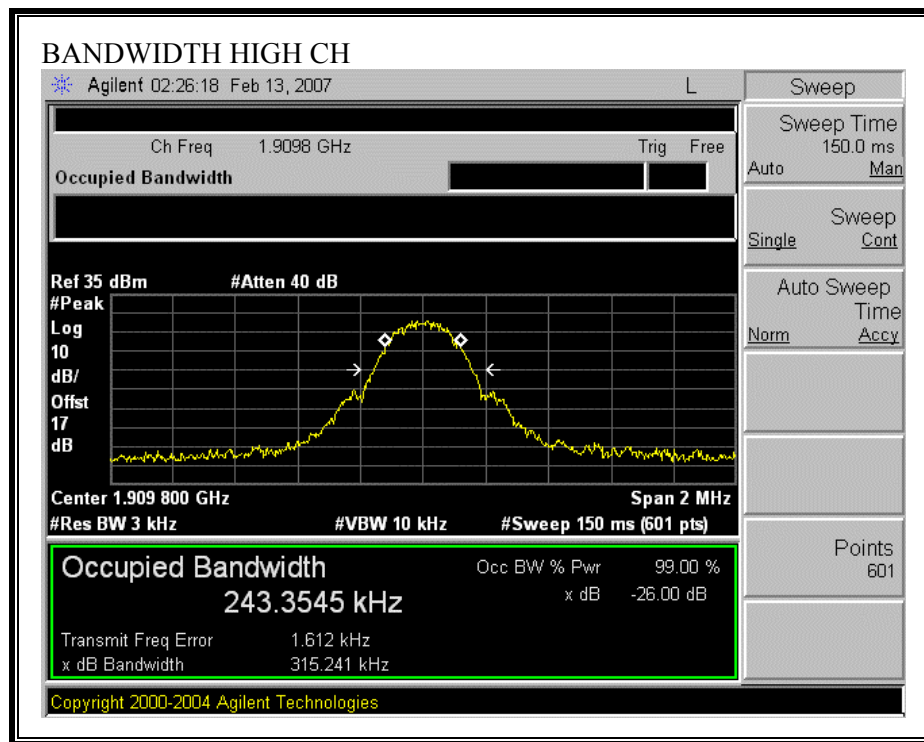 BANDWIDTH HIGH CH
Agilent 02:26:18 Feb 13, 2007 L
Sweep
Ch Freq 1.9098 GHz Trig Free
Occupied Bandwidth
Sweep Time
150.0 ms
Auto Man
Sweep
Single Cont
Auto Sweep
Time
Norm Accy
Points
601
Ref 35 dBm #Atten 40 dB
#Peak
Log
10
dB/
Offst
17
dB
Center 1.909 800 GHz Span 2 MHz
#Res BW 3 kHz #VBW 10 kHz #Sweep 150 ms (601 pts)
Occupied Bandwidth Occ BW % Pwr 99.00 %
243.3545 kHz x dB -26.00 dB
Transmit Freq Error 1.612 kHz
x dB Bandwidth 315.241 kHz
Copyright 2000-2004 Agilent Technologies